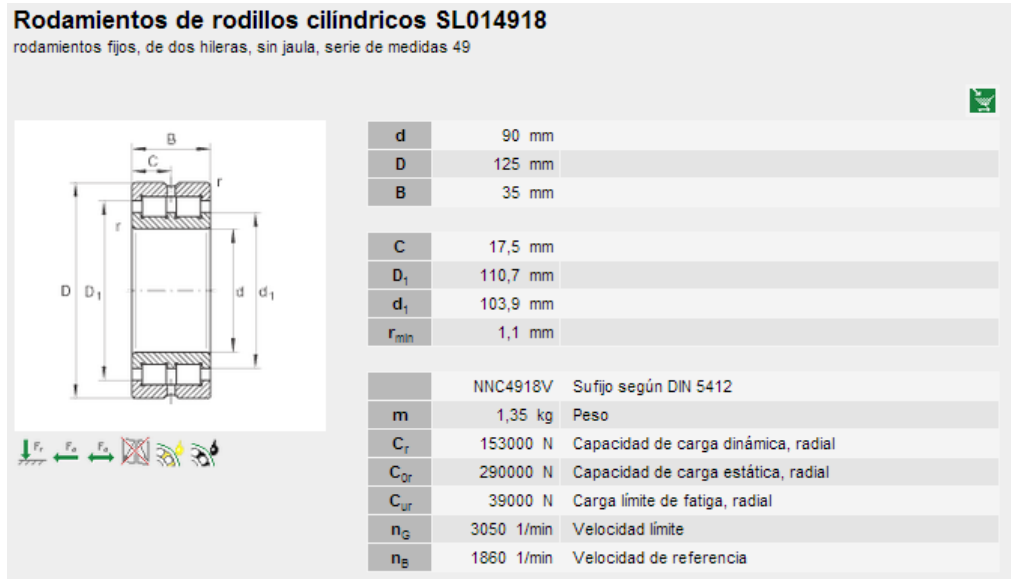 Rodamientos de rodillos cilíndricos SL014918
rodamientos fijos, de dos hileras, sin jaula, serie de medidas 49
B
C
r
r
D D₁ d d₁
Fr Fa Fa
d 90 mm
D 125 mm
B 35 mm
C 17,5 mm
D₁ 110,7 mm
d₁ 103,9 mm
rmin 1,1 mm
NNC4918V Sufijo según DIN 5412
m 1,35 kg Peso
Cr 153000 N Capacidad de carga dinámica, radial
C0r 290000 N Capacidad de carga estática, radial
Cur 39000 N Carga límite de fatiga, radial
nG 3050 1/min Velocidad límite
nB 1860 1/min Velocidad de referencia